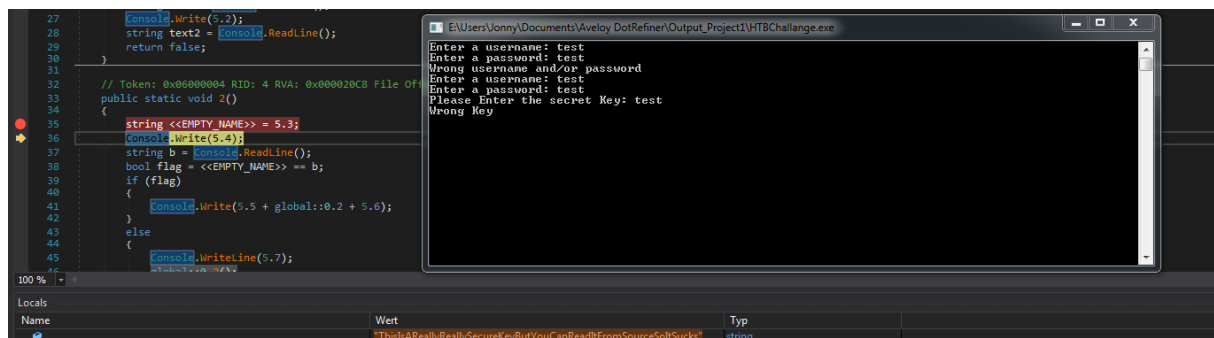 27 Console.Write(5.2);
28 string text2 = Console.ReadLine();
29 return false;
30 }
31
32 // Token: 0x06000004 RID: 4 RVA: 0x000020C8 File Off
33 public static void 2()
34 {
35 string <<EMPTY_NAME>> = 5.3;
36 Console.Write(5.4);
37 string b = Console.ReadLine();
38 bool flag = <<EMPTY_NAME>> == b;
39 if (flag)
40 {
41 Console.Write(5.5 + global::0.2 + 5.6);
42 }
43 else
44 {
45 Console.WriteLine(5.7);
46 global::0.2();
100 %
E:\Users\Jonny\Documents\Aveloy DotRefiner\Output_Project1\HTBChallange.exe
Enter a username: test
Enter a password: test
Wrong username and/or password
Enter a username: test
Enter a password: test
Please Enter the secret Key: test
Wrong Key
Locals
Name Wert Typ
"ThisIsAReallyReallySecureKeyButYouCanReadItFromSourceSoItSucks" string